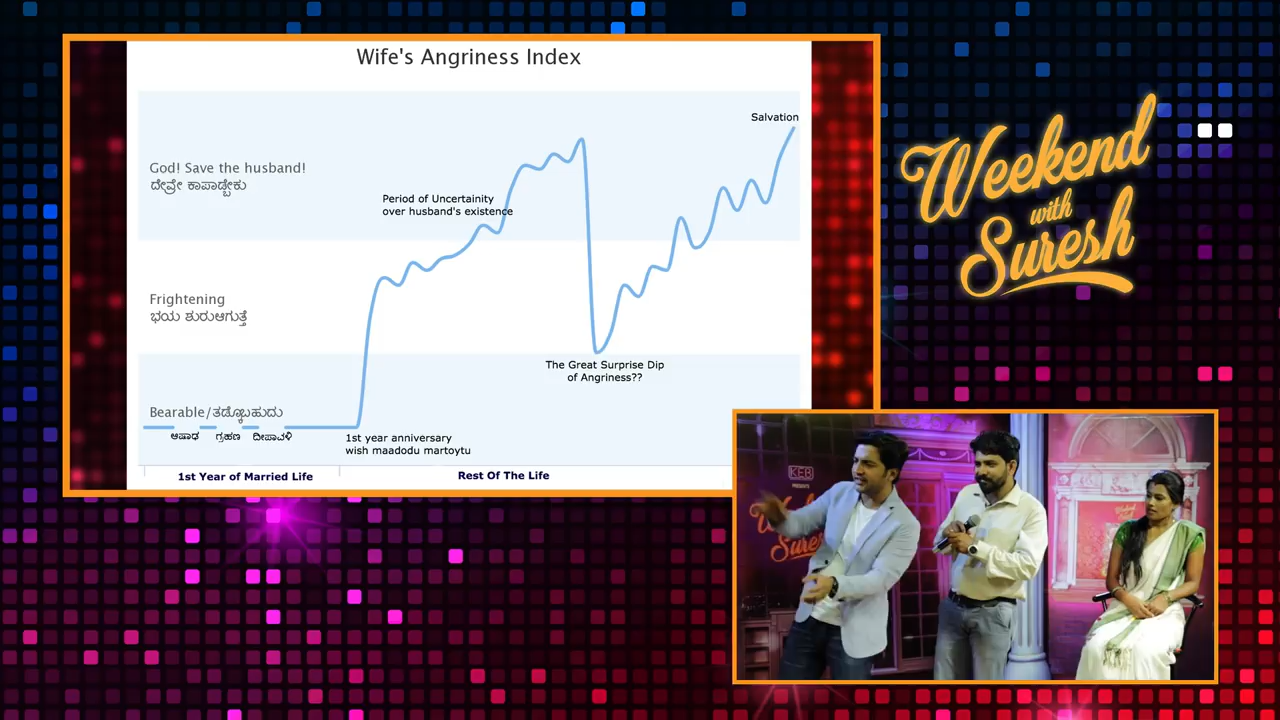 Wife's Angriness Index
Salvation
God! Save the husband!
ದೇವ್ರೇ ಕಾಪಾಡ್ಬೇಕು
Period of Uncertainity
over husband's existence
Frightening
ಭಯ ಶುರುಆಗುತ್ತೆ
The Great Surprise Dip
of Angriness??
Bearable/ತಡ್ಕೊಬಹುದು
ಆಷಾಢ ಗ್ರಹಣ ದೀಪಾವಳಿ
1st year anniversary
wish maadodu martoytu
1st Year of Married Life
Rest Of The Life
Weekend
with
Suresh
KEB
PRESENTS